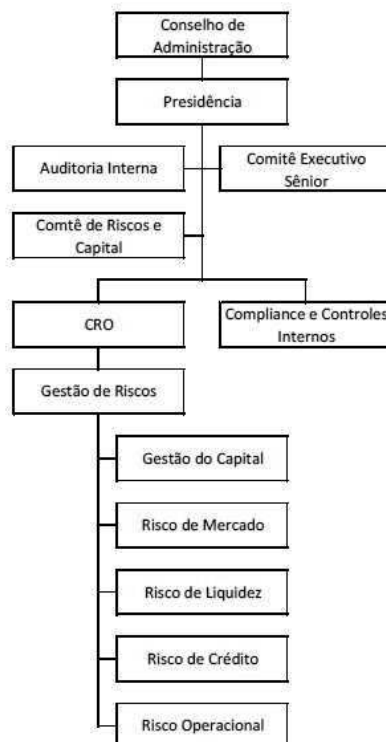 Conselho de
Administração
Presidência
Auditoria Interna
Comitê Executivo
Sênior
Comtê de Riscos e
Capital
CRO
Compliance e Controles
Internos
Gestão de Riscos
Gestão do Capital
Risco de Mercado
Risco de Liquidez
Risco de Crédito
Risco Operacional